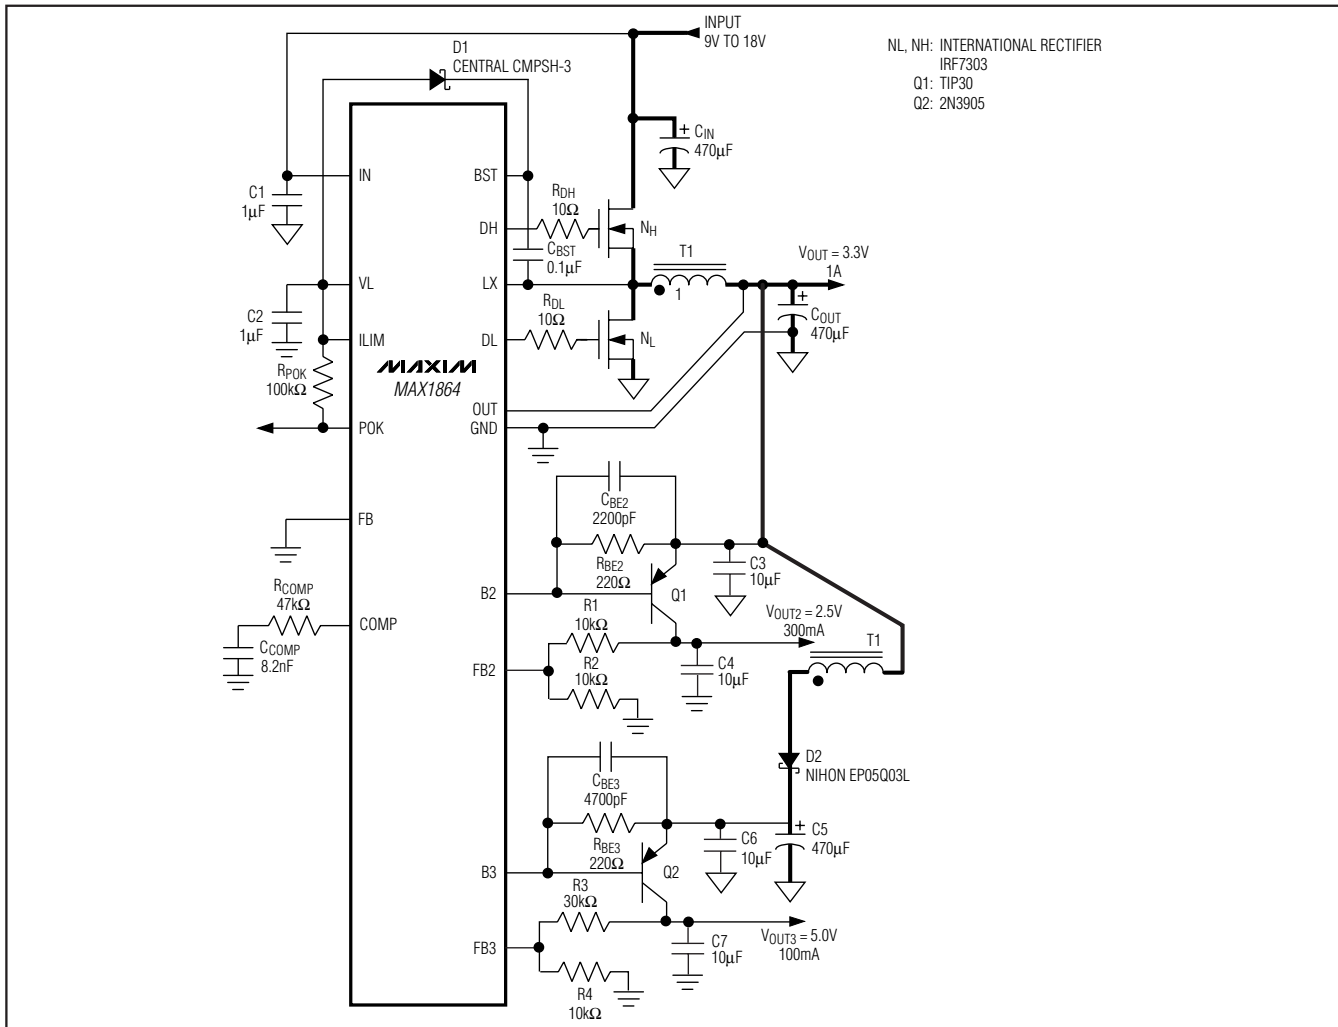 INPUT
9V TO 18V
NL, NH: INTERNATIONAL RECTIFIER
IRF7303
Q1: TIP30
Q2: 2N3905
D1
CENTRAL CMPSH-3
CIN
470µF
+
IN
BST
C1
1µF
RDH
10Ω
DH
NH
CBST
0.1µF
T1
1
VOUT = 3.3V
1A
VL
LX
+
COUT
470µF
C2
1µF
RDL
10Ω
ILIM
DL
NL
MAXIM
MAX1864
RPOK
100kΩ
OUT
POK
GND
CBE2
2200pF
FB
RBE2
220Ω
C3
10µF
B2
Q1
RCOMP
47kΩ
COMP
R1
10kΩ
VOUT2 = 2.5V
300mA
T1
CCOMP
8.2nF
FB2
R2
10kΩ
C4
10µF
D2
NIHON EP05Q03L
CBE3
4700pF
RBE3
220Ω
C6
10µF
+
C5
470µF
B3
Q2
R3
30kΩ
VOUT3 = 5.0V
100mA
FB3
C7
10µF
R4
10kΩ